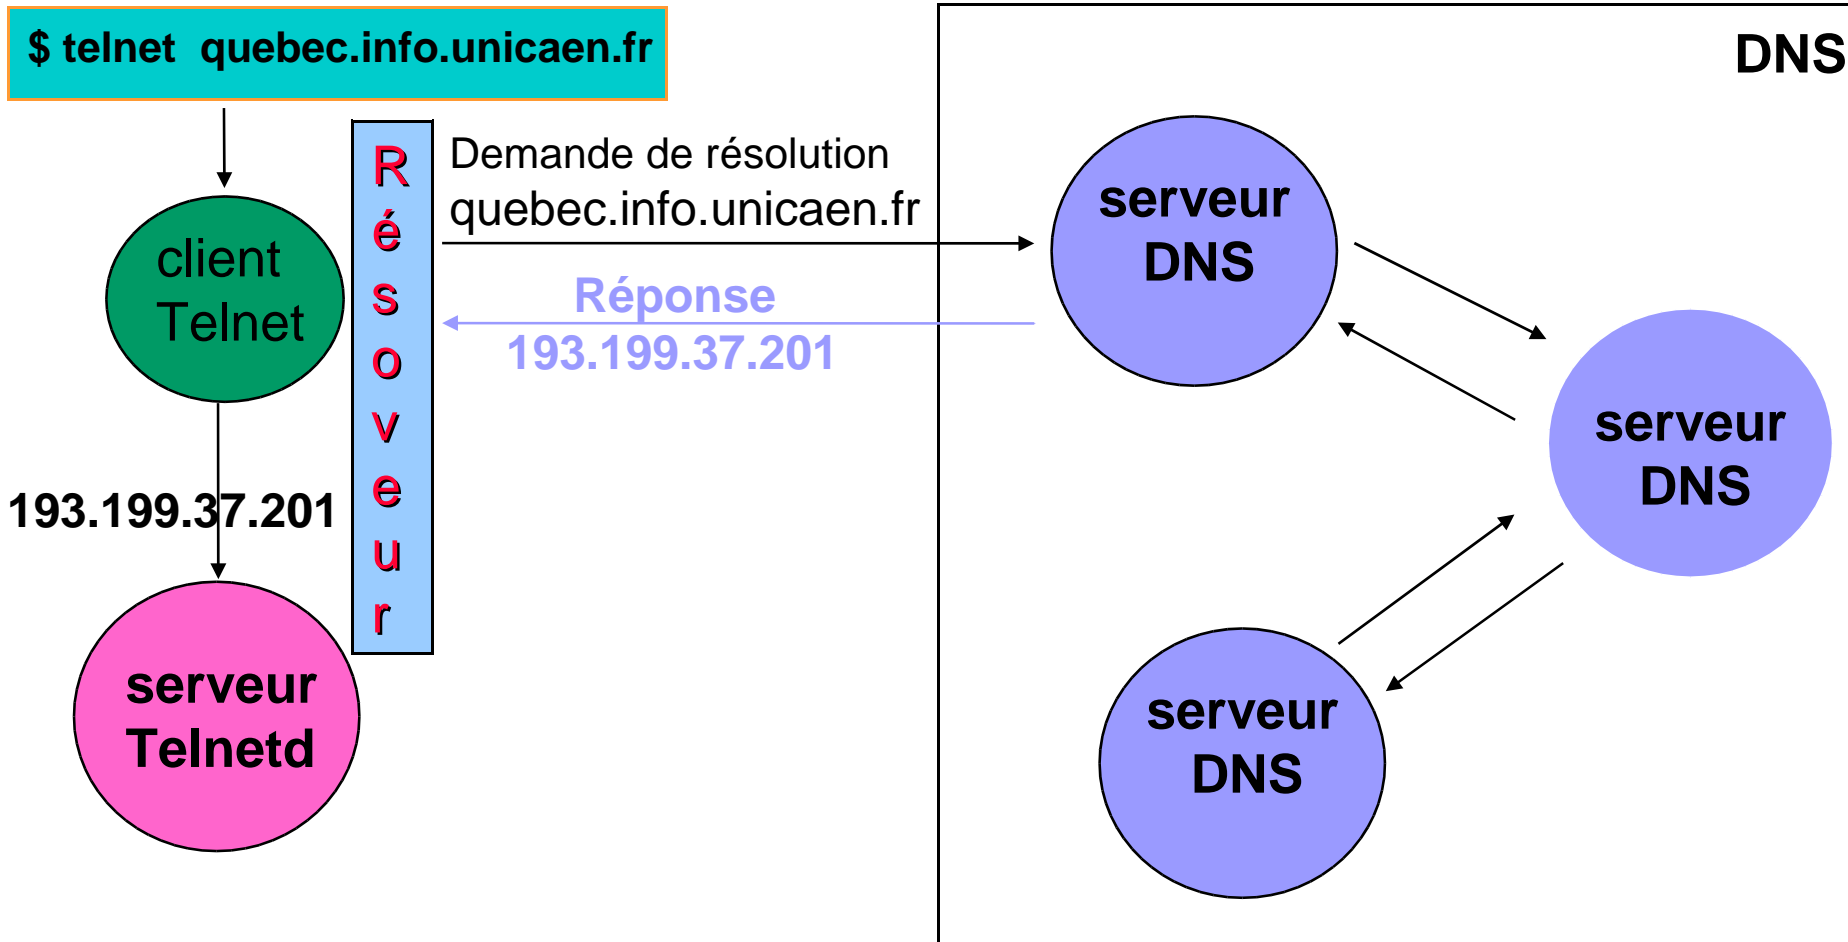 $ telnet  quebec.info.unicaen.fr
DNS
client
Telnet
Résoveur
Demande de résolution
quebec.info.unicaen.fr
Réponse
193.199.37.201
serveur
DNS
serveur
DNS
193.199.37.201
serveur
Telnetd
serveur
DNS